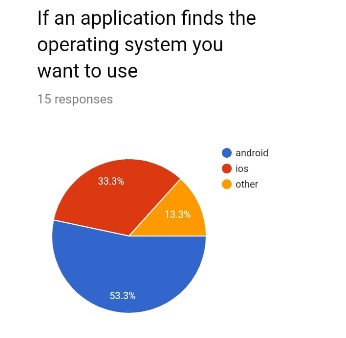 If an application finds the
operating system you
want to use
15 responses
android
ios
other
33.3%
13.3%
53.3%